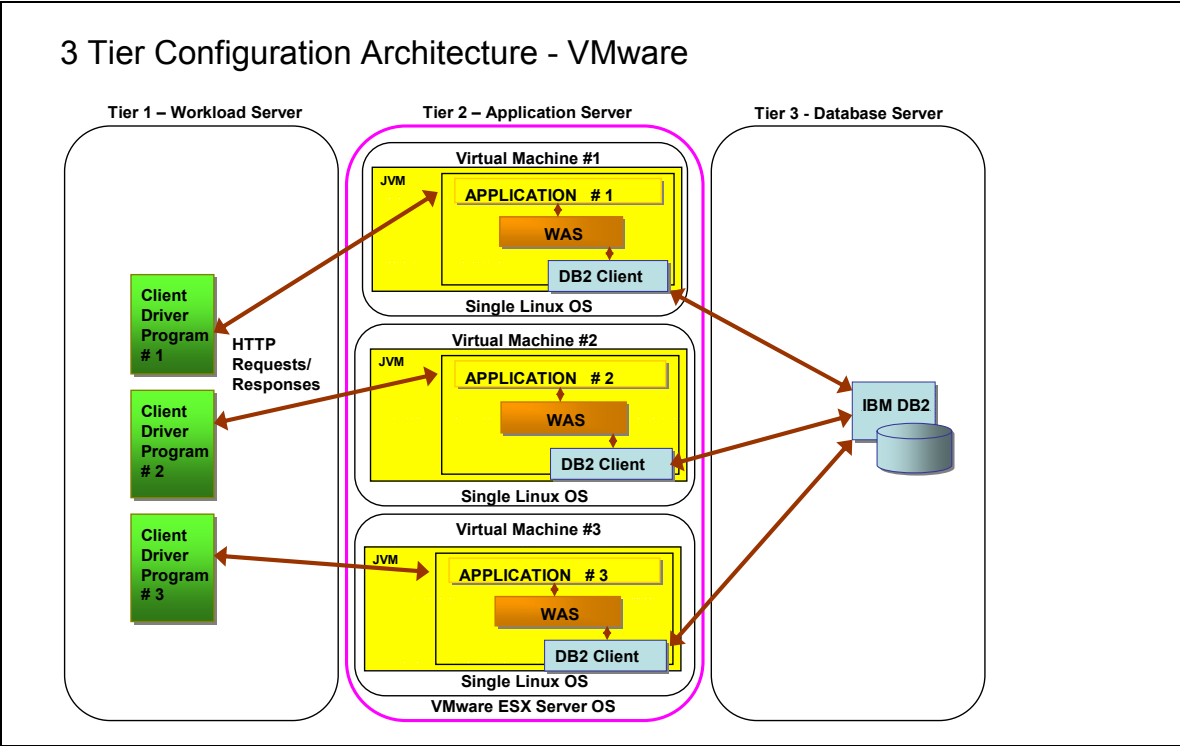 3 Tier Configuration Architecture - VMware
Tier 1 – Workload Server
Tier 2 – Application Server
Tier 3 - Database Server
Client
Driver
Program
# 1
HTTP
Requests/
Responses
Client
Driver
Program
# 2
Client
Driver
Program
# 3
Virtual Machine #1
JVM
APPLICATION # 1
WAS
DB2 Client
Single Linux OS
Virtual Machine #2
JVM
APPLICATION # 2
WAS
DB2 Client
Single Linux OS
Virtual Machine #3
JVM
APPLICATION # 3
WAS
DB2 Client
Single Linux OS
VMware ESX Server OS
IBM DB2